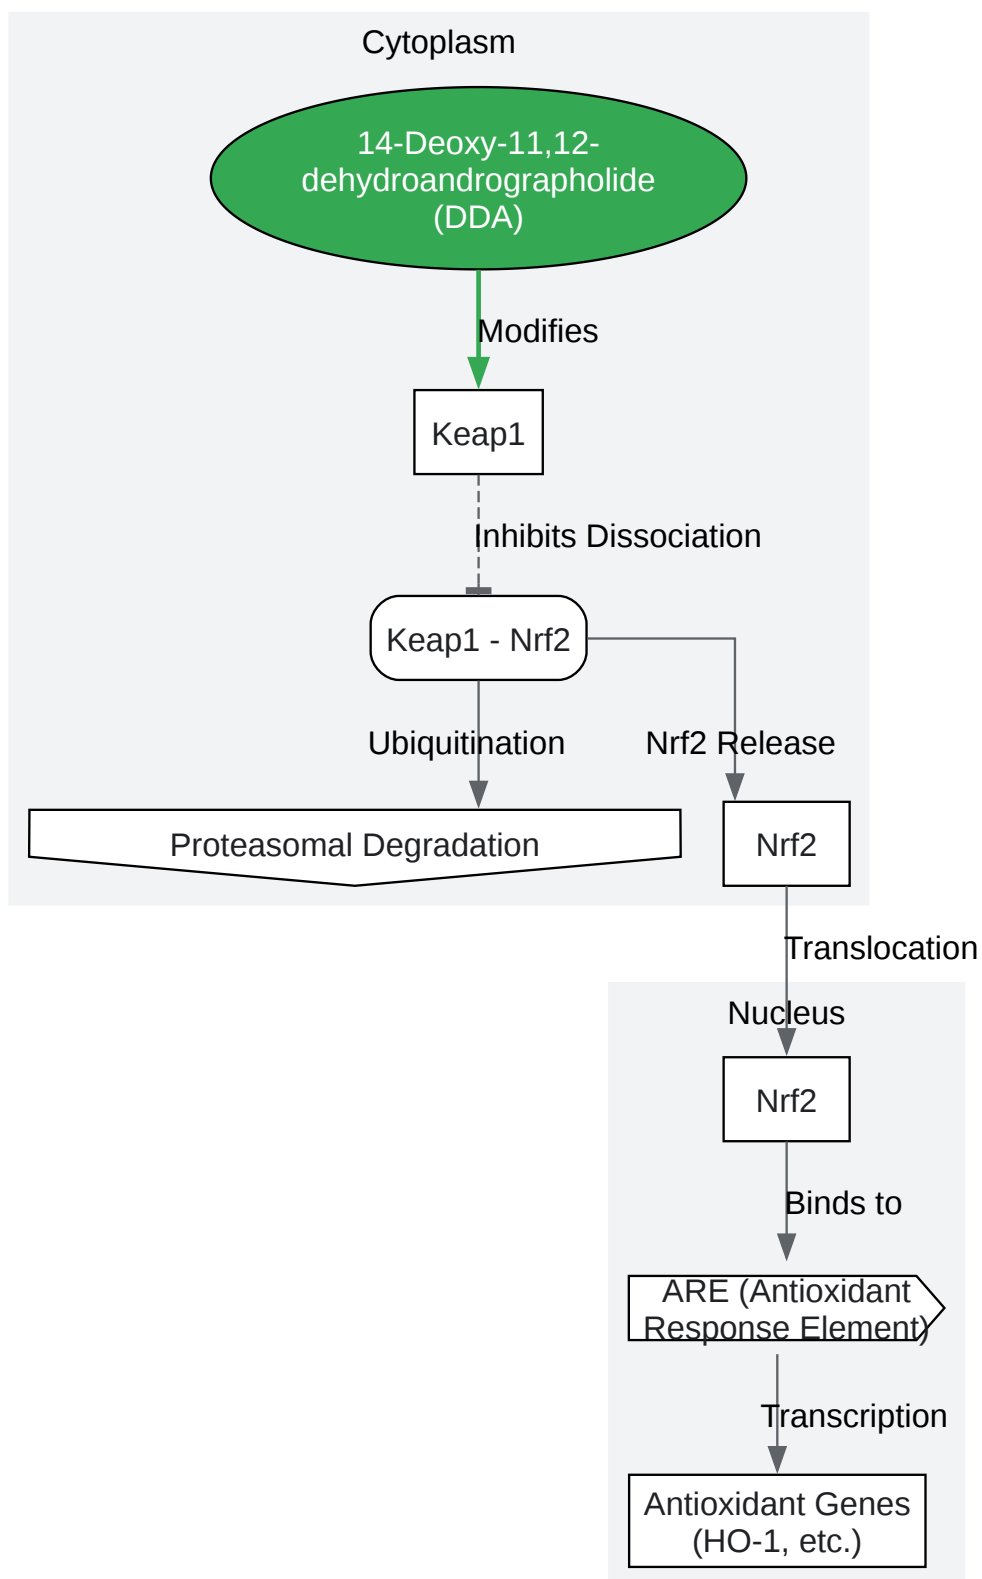 Cytoplasm
14-Deoxy-11,12-
dehydroandrographolide
(DDA)
Modifies
Keap1
Inhibits Dissociation
Keap1 - Nrf2
Ubiquitination
Nrf2 Release
Proteasomal Degradation
Nrf2
Translocation
Nucleus
Nrf2
Binds to
ARE (Antioxidant
Response Element)
Transcription
Antioxidant Genes
(HO-1, etc.)